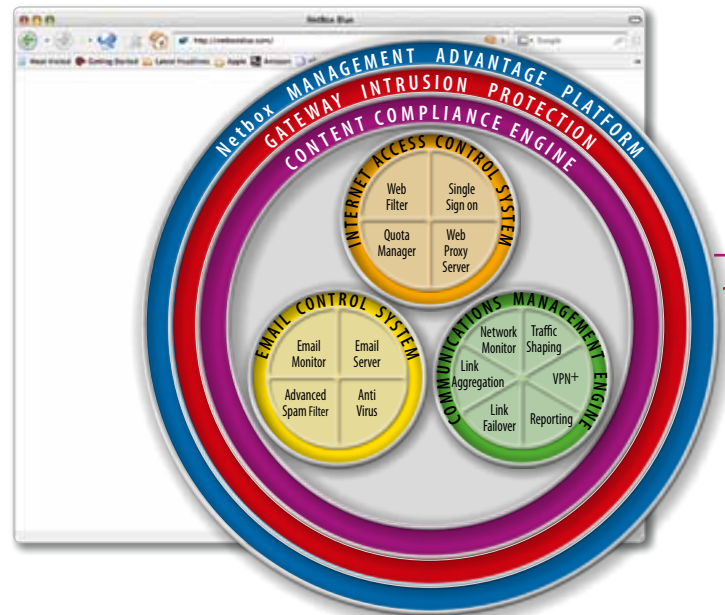 Netbox Blue
http://netboxblue.com/
Google
Most Visited Getting Started Latest Headlines Apple Amazon
Netbox MANAGEMENT ADVANTAGE PLATFORM
GATEWAY INTRUSION PROTECTION
CONTENT COMPLIANCE ENGINE
INTERNET ACCESS CONTROL SYSTEM
Web
Filter
Single
Sign on
Quota
Manager
Web
Proxy
Server
EMAIL CONTROL SYSTEM
Email
Monitor
Email
Server
Advanced
Spam Filter
Anti
Virus
COMMUNICATIONS MANAGEMENT ENGINE
Network
Monitor
Traffic
Shaping
Link
Aggregation
VPN+
Link
Failover
Reporting